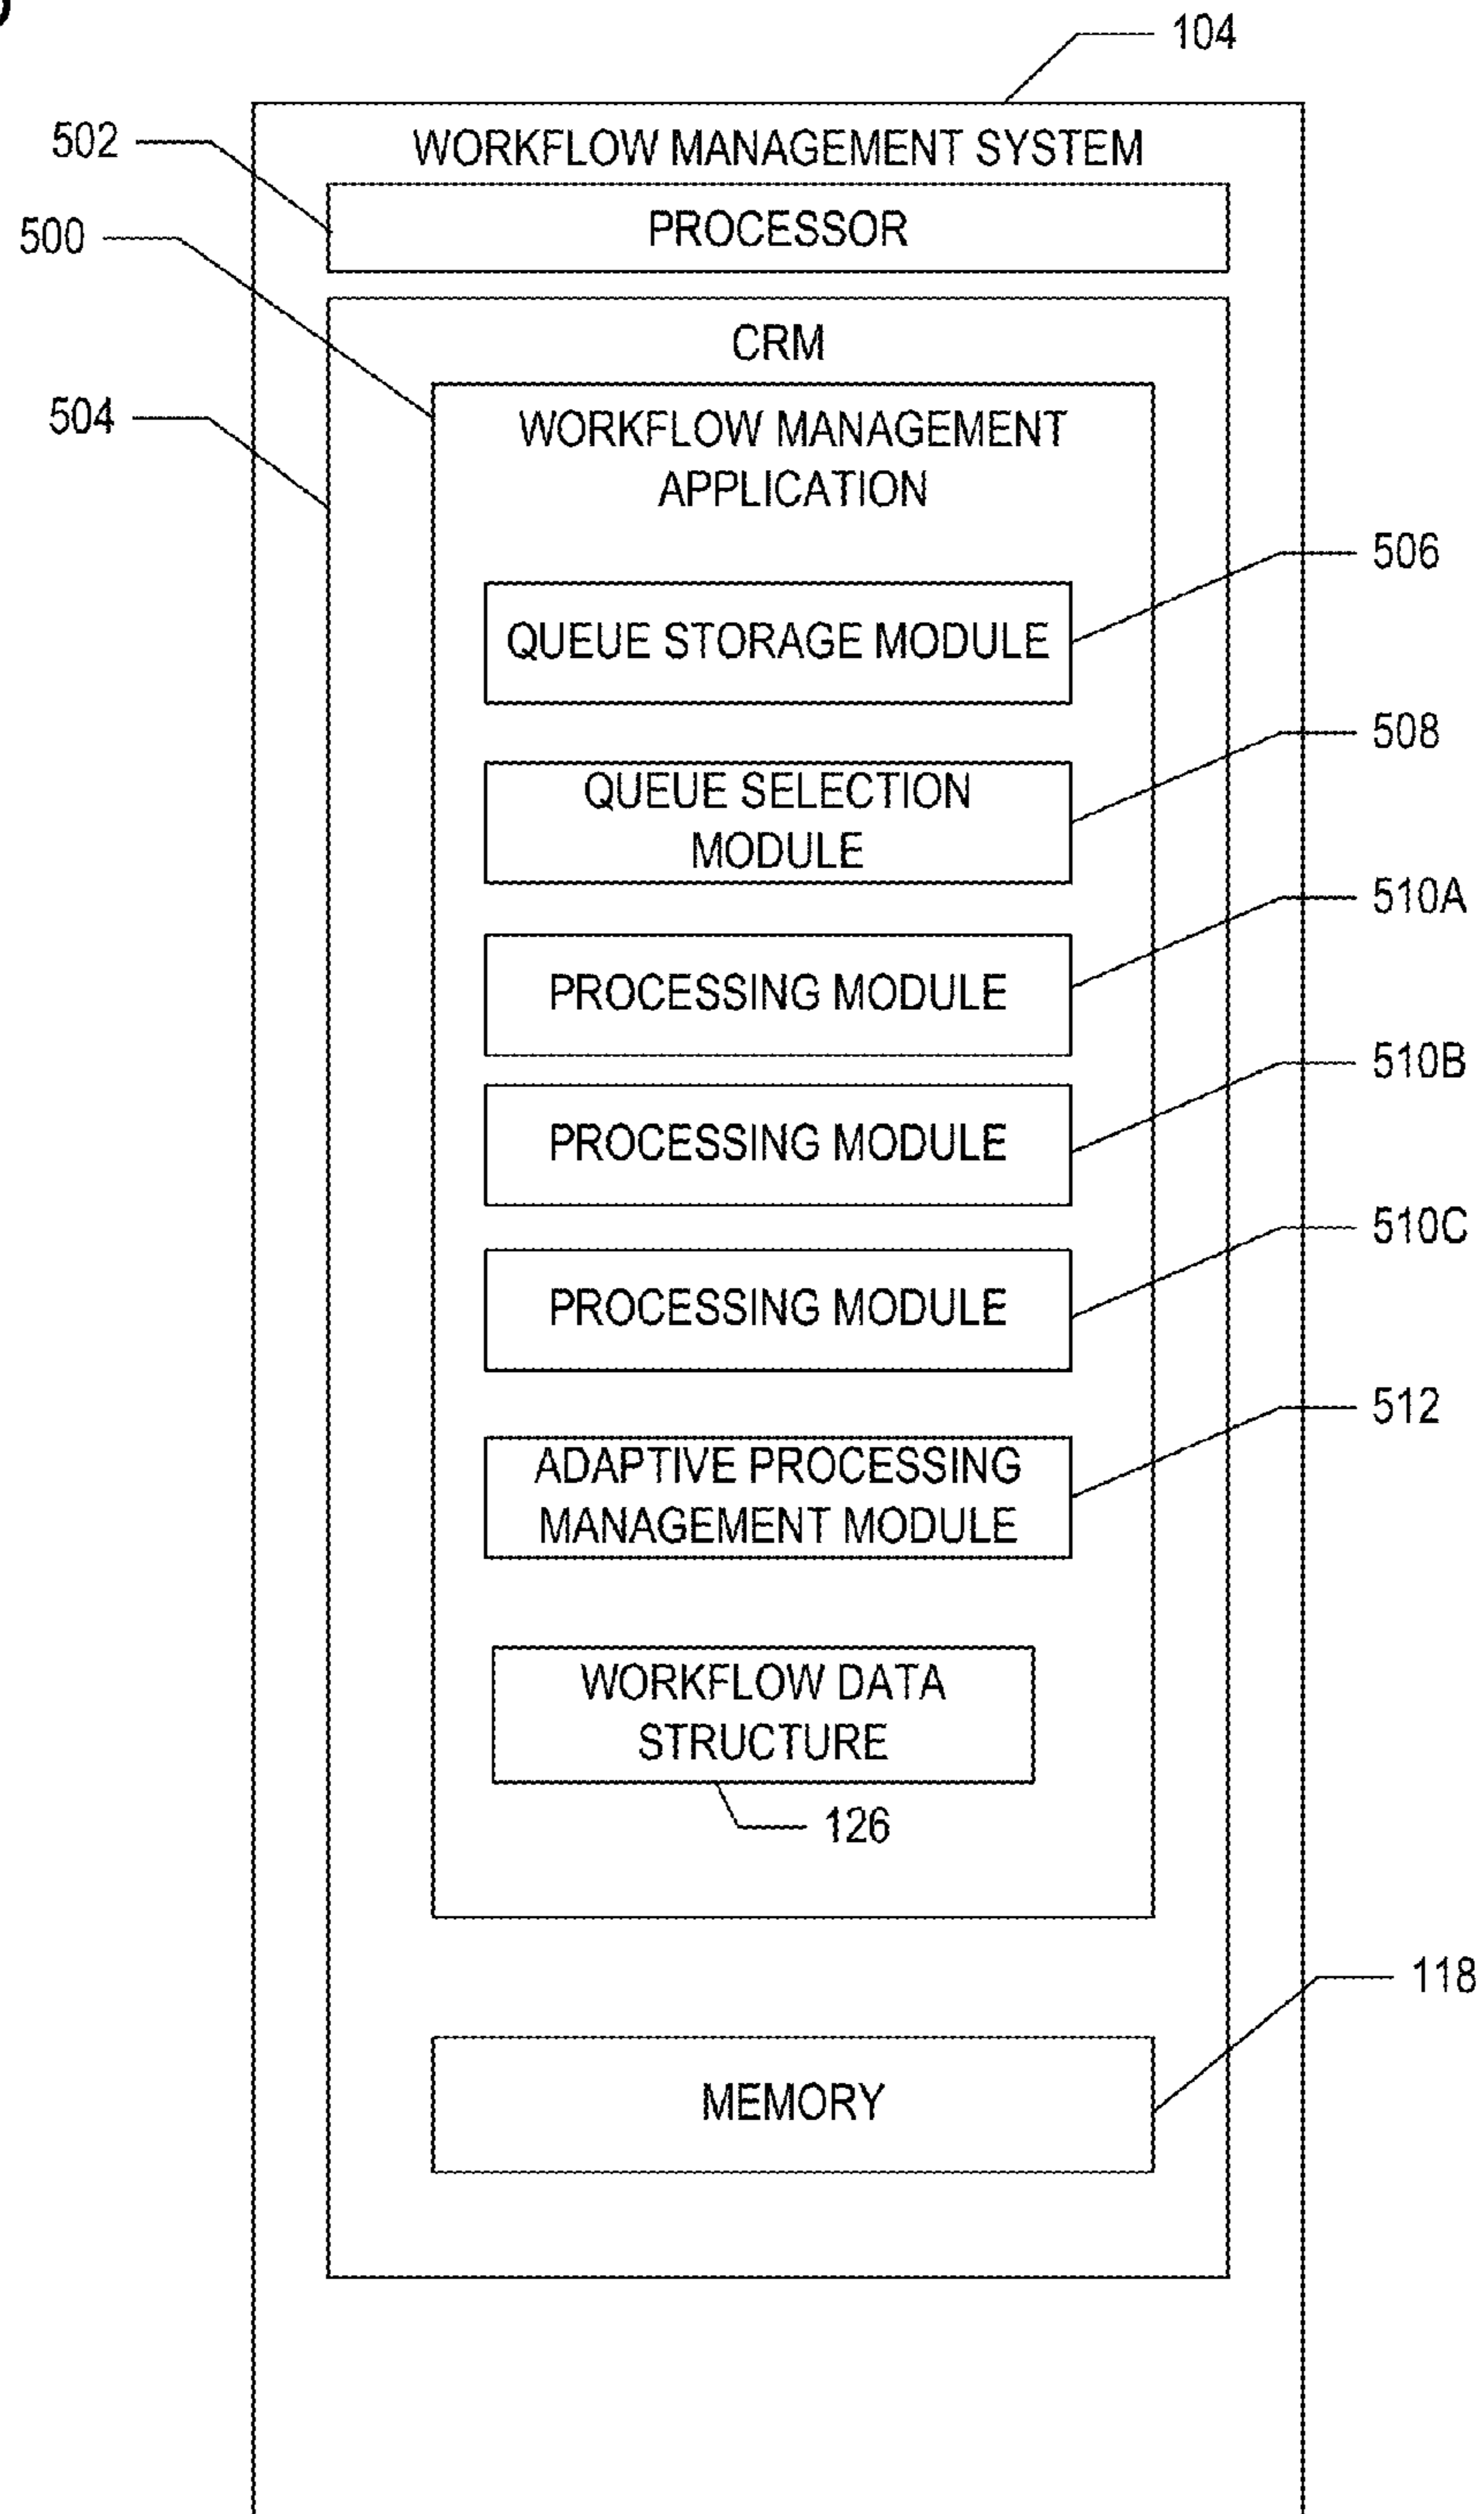 104
WORKFLOW MANAGEMENT SYSTEM
502
PROCESSOR
500
CRM
504
WORKFLOW MANAGEMENT
APPLICATION
506
QUEUE STORAGE MODULE
508
QUEUE SELECTION
MODULE
510A
PROCESSING MODULE
510B
PROCESSING MODULE
510C
PROCESSING MODULE
512
ADAPTIVE PROCESSING
MANAGEMENT MODULE
WORKFLOW DATA
STRUCTURE
126
118
MEMORY